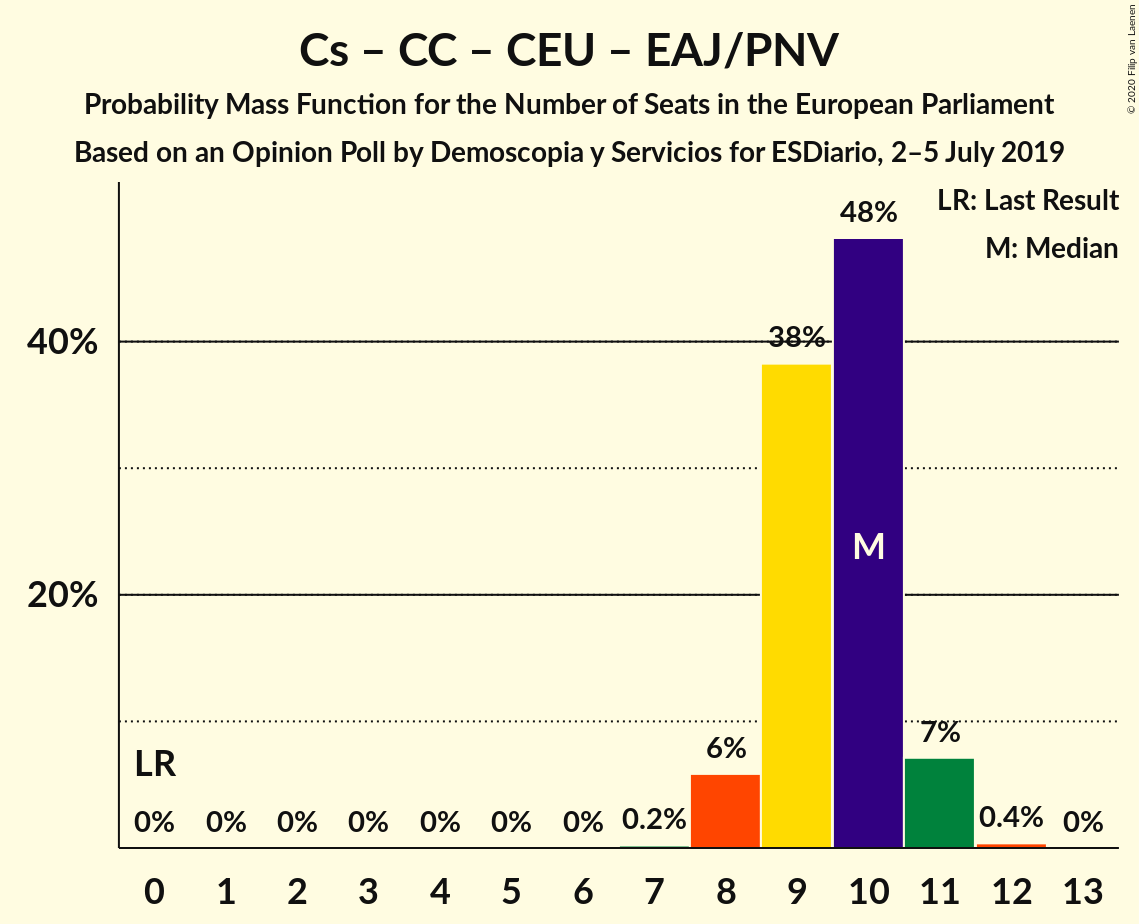 Cs – CC – CEU – EAJ/PNV
Probability Mass Function for the Number of Seats in the European Parliament
Based on an Opinion Poll by Demoscopia y Servicios for ESDiario, 2–5 July 2019
© 2020 Filip van Laenen
LR: Last Result
M: Median
48%
40%
38%
M
20%
7%
6%
LR
0% 0% 0% 0% 0% 0% 0% 0.2% 0.4% 0%
0 1 2 3 4 5 6 7 8 9 10 11 12 13